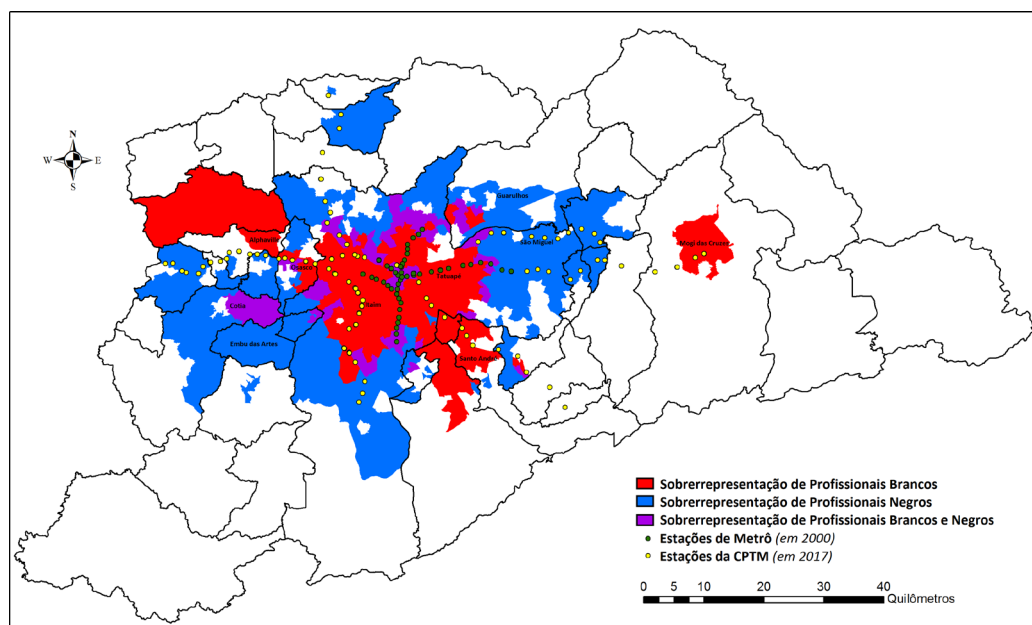 N
W E
S
Guarulhos
São Miguel
Mogi das Cruzes
Alphaville
Osasco
Tatuapé
Cotia
Itaim
Embu das Artes
Santo André
Sobrerrepresentação de Profissionais Brancos
Sobrerrepresentação de Profissionais Negros
Sobrerrepresentação de Profissionais Brancos e Negros
Estações de Metrô (em 2000)
Estações da CPTM (em 2017)
0 5 10 20 30 40
Quilômetros